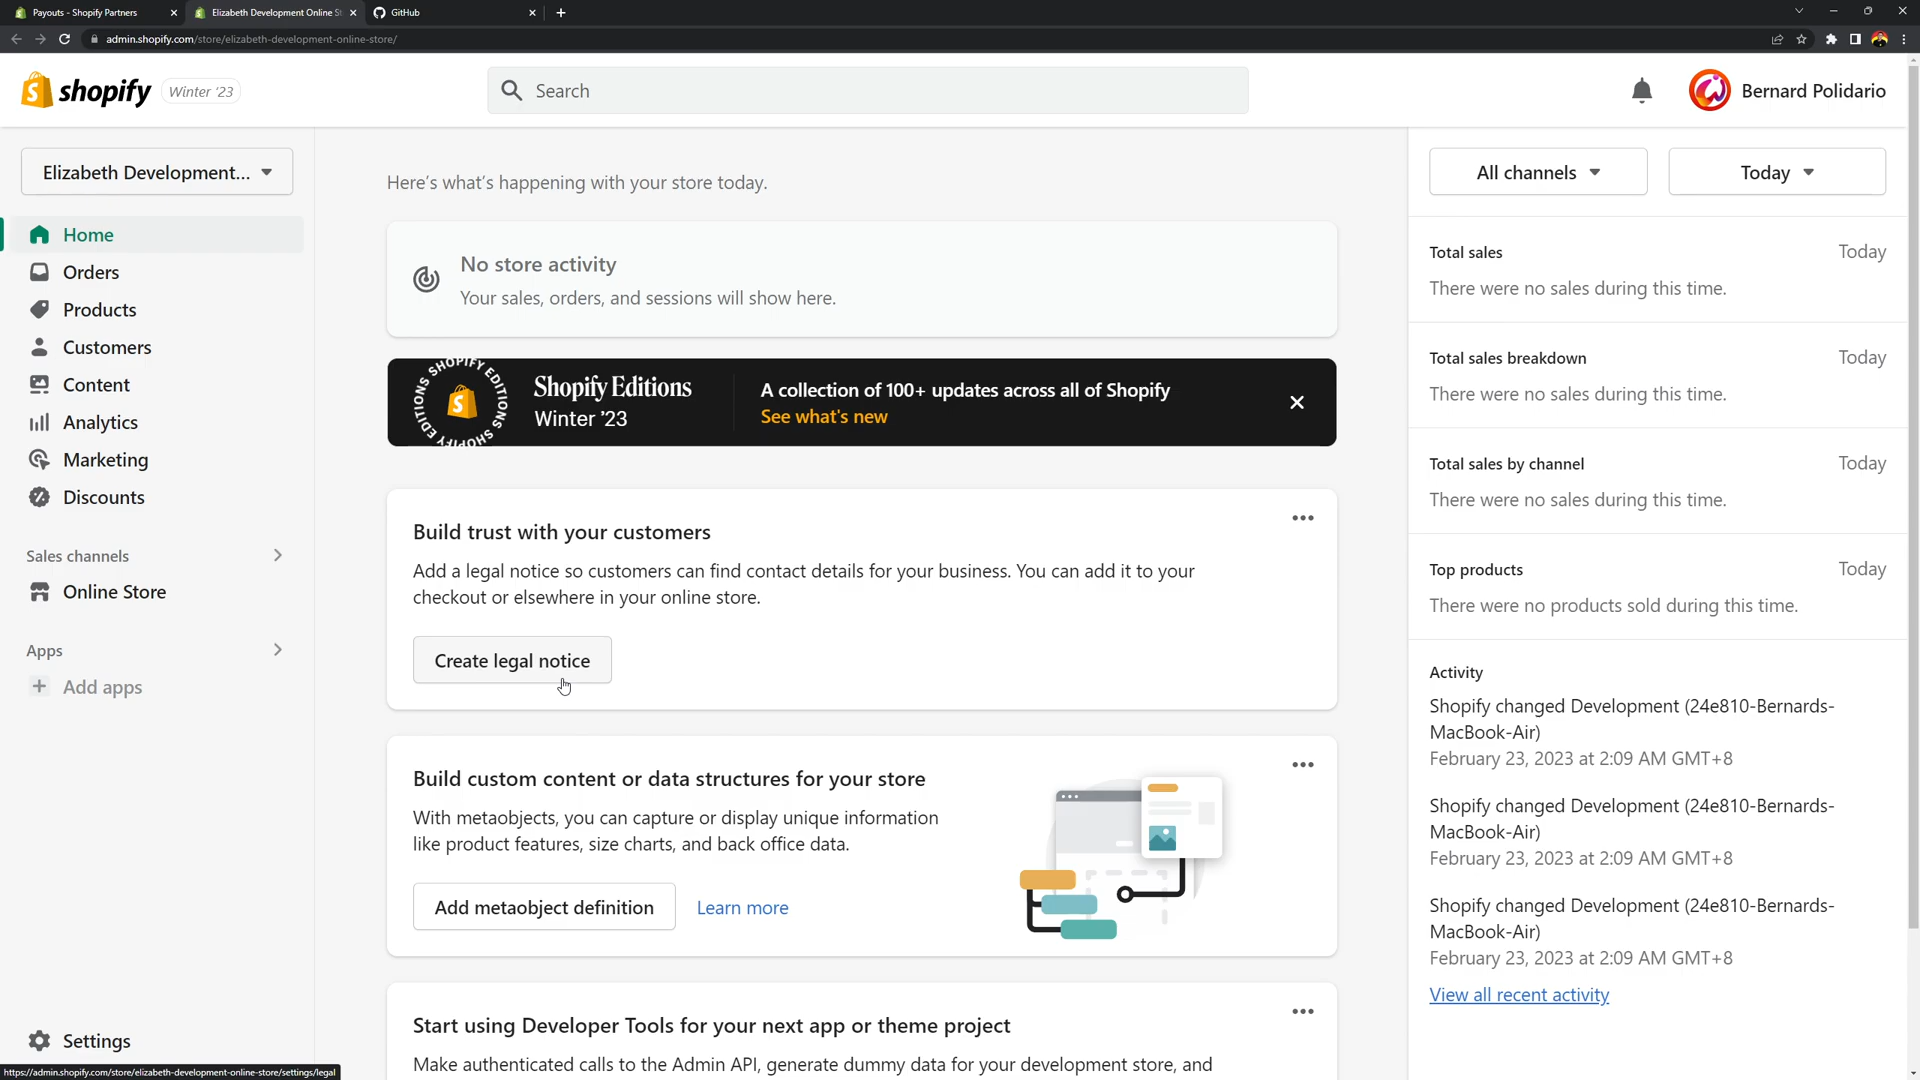 Payouts - Shopify Partners
Elizabeth Development Online St
GitHub
admin.shopify.com/store/elizabeth-development-online-store/
shopify
Winter '23
Search
Bernard Polidario
Elizabeth Development...
Home
Orders
Products
Customers
Content
Analytics
Marketing
Discounts
Sales channels
Online Store
Apps
Add apps
Settings
https://admin.shopify.com/store/elizabeth-development-online-store/settings/legal
Here's what's happening with your store today.
No store activity
Your sales, orders, and sessions will show here.
SHOPIFY EDITIONS SHOPIFY EDITIONS
Shopify Editions
Winter '23
A collection of 100+ updates across all of Shopify
See what's new
Build trust with your customers
Add a legal notice so customers can find contact details for your business. You can add it to your
checkout or elsewhere in your online store.
Create legal notice
Build custom content or data structures for your store
With metaobjects, you can capture or display unique information
like product features, size charts, and back office data.
Add metaobject definition
Learn more
Start using Developer Tools for your next app or theme project
Make authenticated calls to the Admin API, generate dummy data for your development store, and
All channels
Today
Total sales
Today
There were no sales during this time.
Total sales breakdown
Today
There were no sales during this time.
Total sales by channel
Today
There were no sales during this time.
Top products
Today
There were no products sold during this time.
Activity
Shopify changed Development (24e810-Bernards-
MacBook-Air)
February 23, 2023 at 2:09 AM GMT+8
Shopify changed Development (24e810-Bernards-
MacBook-Air)
February 23, 2023 at 2:09 AM GMT+8
Shopify changed Development (24e810-Bernards-
MacBook-Air)
February 23, 2023 at 2:09 AM GMT+8
View all recent activity